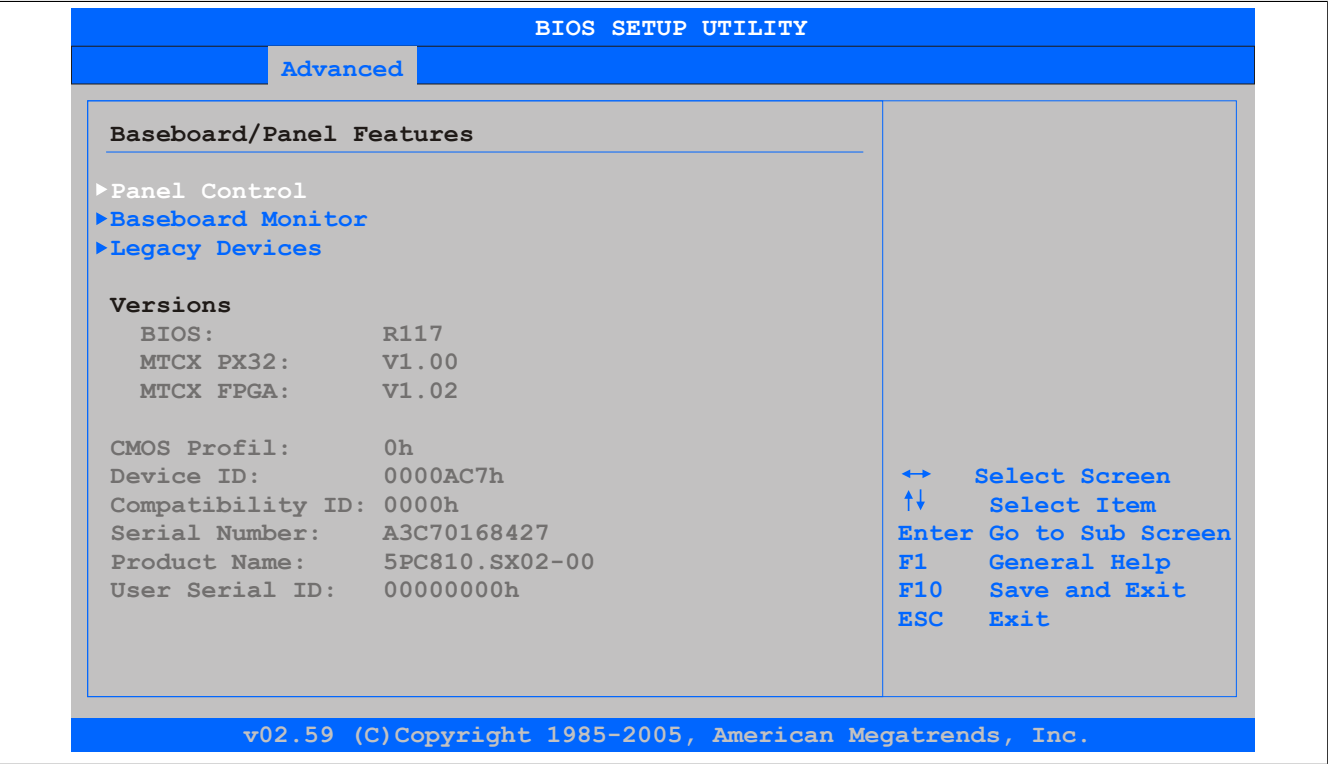 BIOS SETUP UTILITY
Advanced
Baseboard/Panel Features
▶Panel Control
▶Baseboard Monitor
▶Legacy Devices
Versions
BIOS: R117
MTCX PX32: V1.00
MTCX FPGA: V1.02
CMOS Profil: 0h
Device ID: 0000AC7h
Compatibility ID: 0000h
Serial Number: A3C70168427
Product Name: 5PC810.SX02-00
User Serial ID: 00000000h
↔ Select Screen
↑↓ Select Item
Enter Go to Sub Screen
F1 General Help
F10 Save and Exit
ESC Exit
v02.59 (C)Copyright 1985-2005, American Megatrends, Inc.